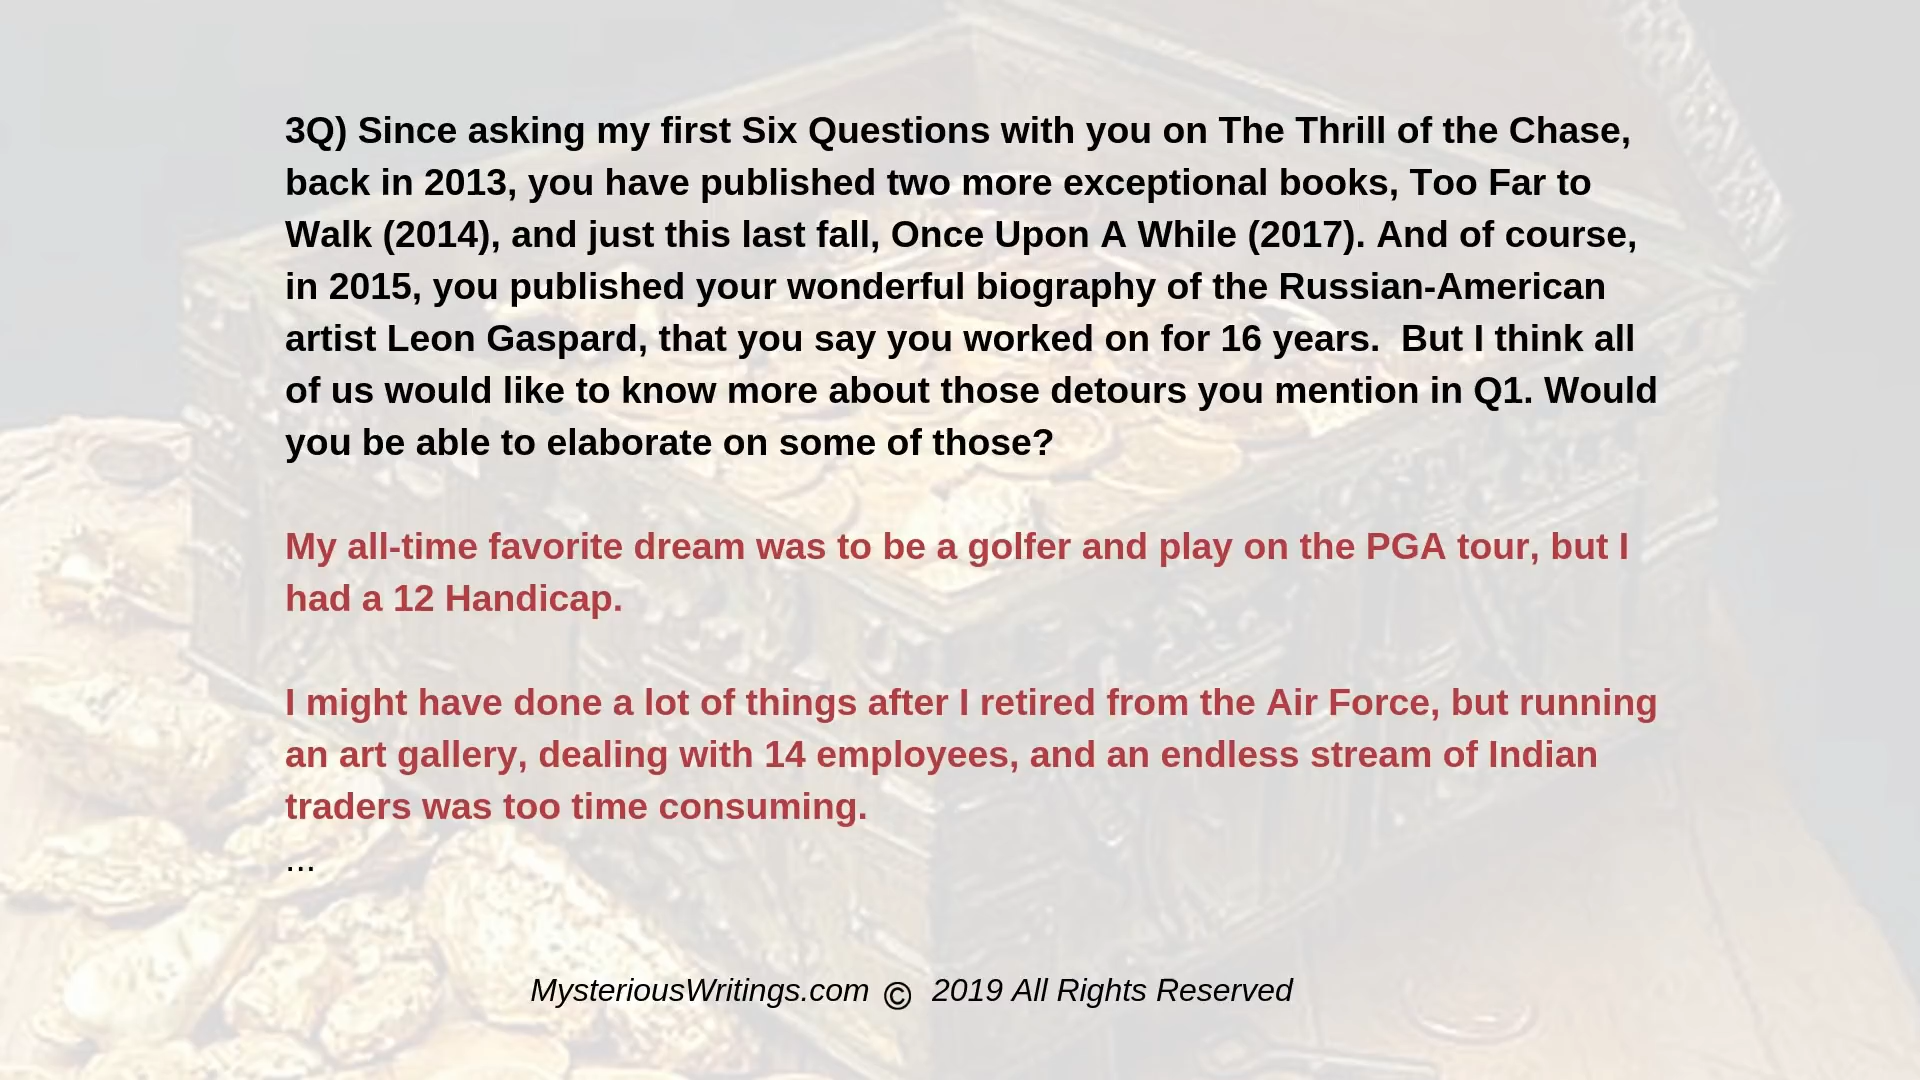 3Q) Since asking my first Six Questions with you on The Thrill of the Chase,
back in 2013, you have published two more exceptional books, Too Far to
Walk (2014), and just this last fall, Once Upon A While (2017). And of course,
in 2015, you published your wonderful biography of the Russian-American
artist Leon Gaspard, that you say you worked on for 16 years.  But I think all
of us would like to know more about those detours you mention in Q1. Would
you be able to elaborate on some of those?
My all-time favorite dream was to be a golfer and play on the PGA tour, but I
had a 12 Handicap.
I might have done a lot of things after I retired from the Air Force, but running
an art gallery, dealing with 14 employees, and an endless stream of Indian
traders was too time consuming.
...
MysteriousWritings.com © 2019 All Rights Reserved